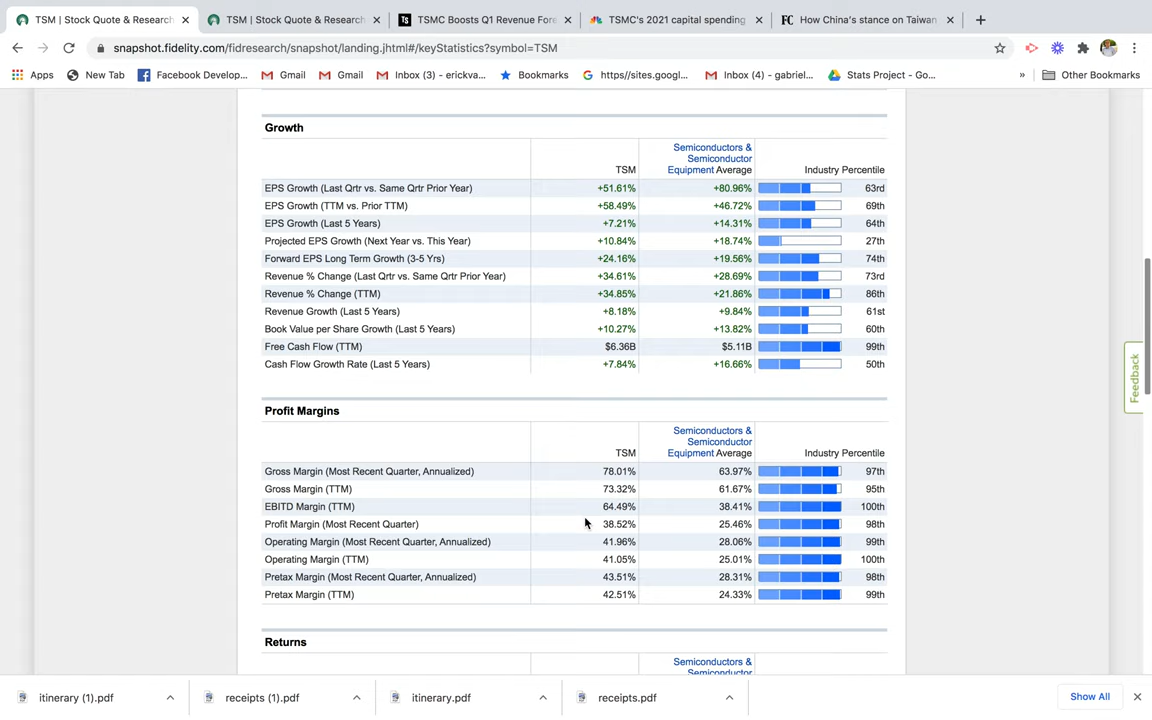 TSM | Stock Quote & Research
TSM | Stock Quote & Research
TSMC Boosts Q1 Revenue Fore
TSMC's 2021 capital spending
How China's stance on Taiwan
snapshot.fidelity.com/fidresearch/snapshot/landing.jhtml#/keyStatistics?symbol=TSM
Apps New Tab Facebook Develop... Gmail Gmail Inbox (3) - erickva... Bookmarks https//sites.googl... Inbox (4) - gabriel... Stats Project - Go... » Other Bookmarks
Growth
Semiconductors &
Semiconductor
TSM Equipment Average Industry Percentile
EPS Growth (Last Qrtr vs. Same Qrtr Prior Year) +51.61% +80.96% 63rd
EPS Growth (TTM vs. Prior TTM) +58.49% +46.72% 69th
EPS Growth (Last 5 Years) +7.21% +14.31% 64th
Projected EPS Growth (Next Year vs. This Year) +10.84% +18.74% 27th
Forward EPS Long Term Growth (3-5 Yrs) +24.16% +19.56% 74th
Revenue % Change (Last Qrtr vs. Same Qrtr Prior Year) +34.61% +28.69% 73rd
Revenue % Change (TTM) +34.85% +21.86% 86th
Revenue Growth (Last 5 Years) +8.18% +9.84% 61st
Book Value per Share Growth (Last 5 Years) +10.27% +13.82% 60th
Free Cash Flow (TTM) $6.36B $5.11B 99th
Cash Flow Growth Rate (Last 5 Years) +7.84% +16.66% 50th
Feedback
Profit Margins
Semiconductors &
Semiconductor
TSM Equipment Average Industry Percentile
Gross Margin (Most Recent Quarter, Annualized) 78.01% 63.97% 97th
Gross Margin (TTM) 73.32% 61.67% 95th
EBITD Margin (TTM) 64.49% 38.41% 100th
Profit Margin (Most Recent Quarter) 38.52% 25.46% 98th
Operating Margin (Most Recent Quarter, Annualized) 41.96% 28.06% 99th
Operating Margin (TTM) 41.05% 25.01% 100th
Pretax Margin (Most Recent Quarter, Annualized) 43.51% 28.31% 98th
Pretax Margin (TTM) 42.51% 24.33% 99th
Returns
Semiconductors &
Semiconductor
itinerary (1).pdf receipts (1).pdf itinerary.pdf receipts.pdf Show All